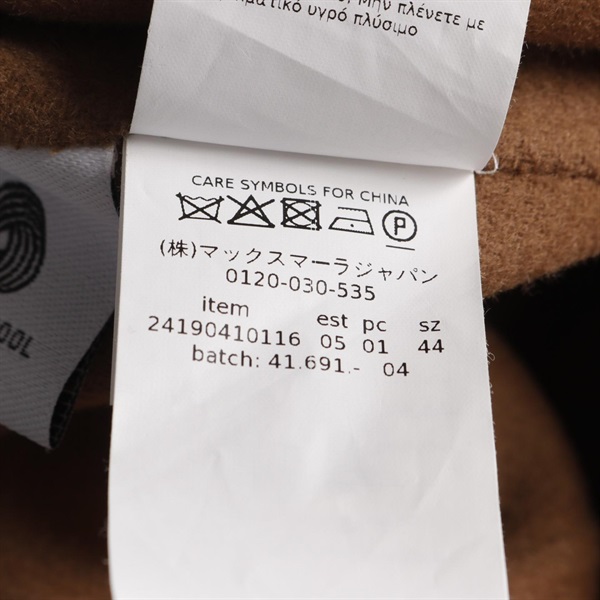 Μην πλένετε με
υγρό πλύσιμο
CARE SYMBOLS FOR CHINA
P
(株)マックスマーラジャパン
0120-030-535
item est pc sz
24190410116 05 01 44
batch: 41.691.- 04
OOL